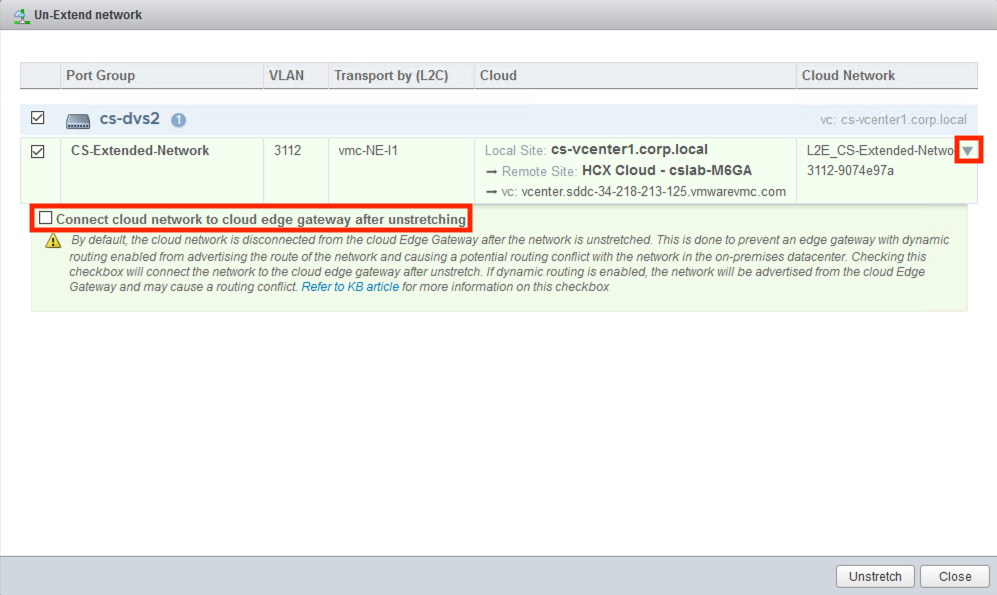 Un-Extend network
Port Group VLAN Transport by (L2C) Cloud Cloud Network
cs-dvs2 1 vc: cs-vcenter1.corp.local
CS-Extended-Network 3112 vmc-NE-I1 Local Site: cs-vcenter1.corp.local L2E_CS-Extended-Netwo
→ Remote Site: HCX Cloud - cslab-M6GA 3112-9074e97a
→ vc: vcenter.sddc-34-218-213-125.vmwarevmc.com
Connect cloud network to cloud edge gateway after unstretching
By default, the cloud network is disconnected from the cloud Edge Gateway after the network is unstretched. This is done to prevent an edge gateway with dynamic
routing enabled from advertising the route of the network and causing a potential routing conflict with the network in the on-premises datacenter. Checking this
checkbox will connect the network to the cloud edge gateway after unstretch. If dynamic routing is enabled, the network will be advertised from the cloud Edge
Gateway and may cause a routing conflict. Refer to KB article for more information on this checkbox
Unstretch Close